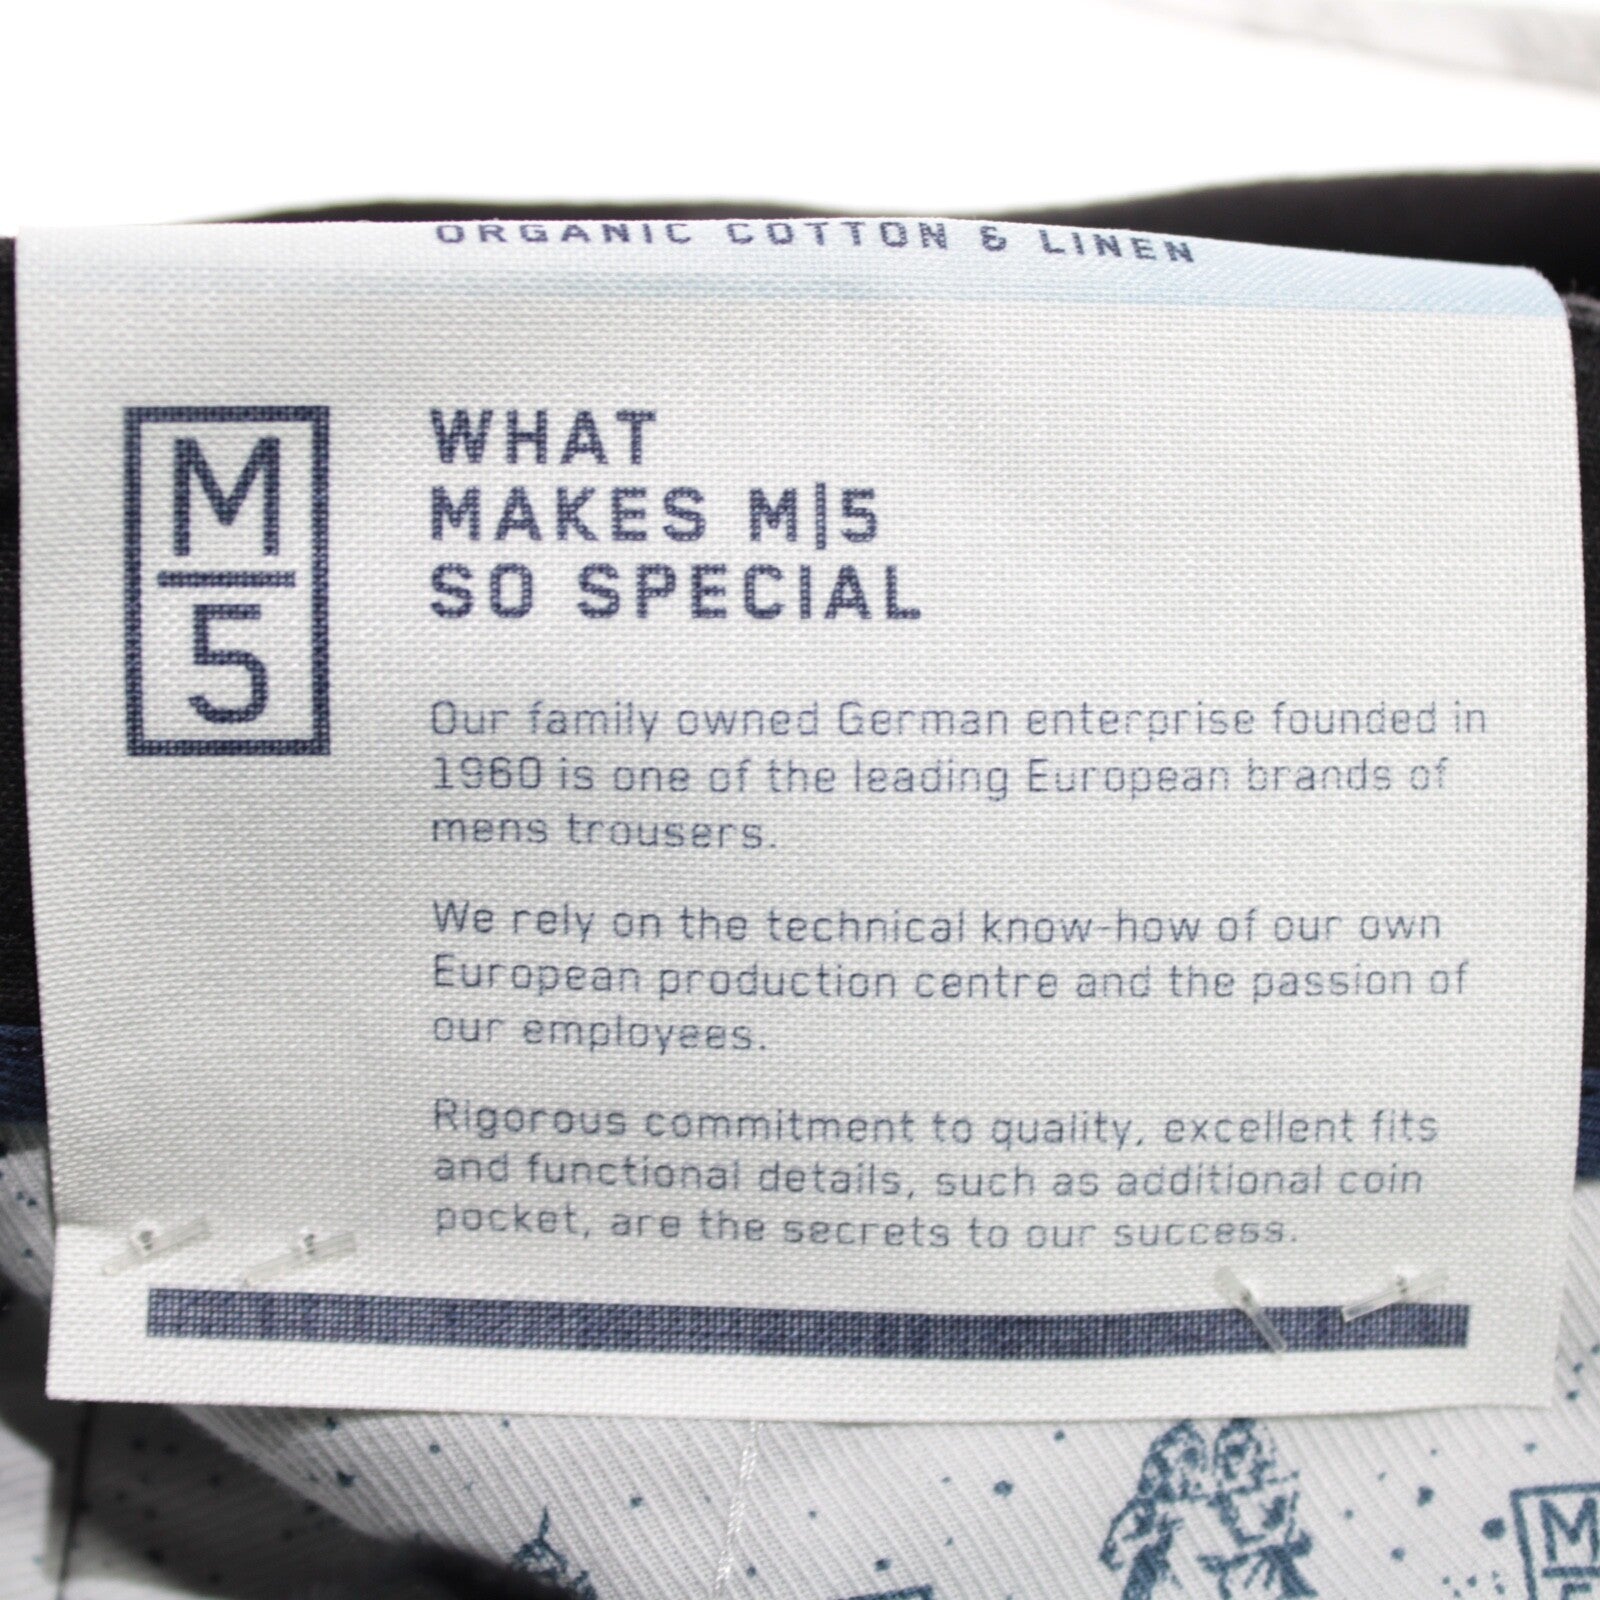 ORGANIC COTTON & LINEN
M
5
WHAT
MAKES M|5
SO SPECIAL
Our family owned German enterprise founded in
1960 is one of the leading European brands of
mens trousers.
We rely on the technical know-how of our own
European production centre and the passion of
our employees.
Rigorous commitment to quality, excellent fits
and functional details, such as additional coin
pocket, are the secrets to our success.
M